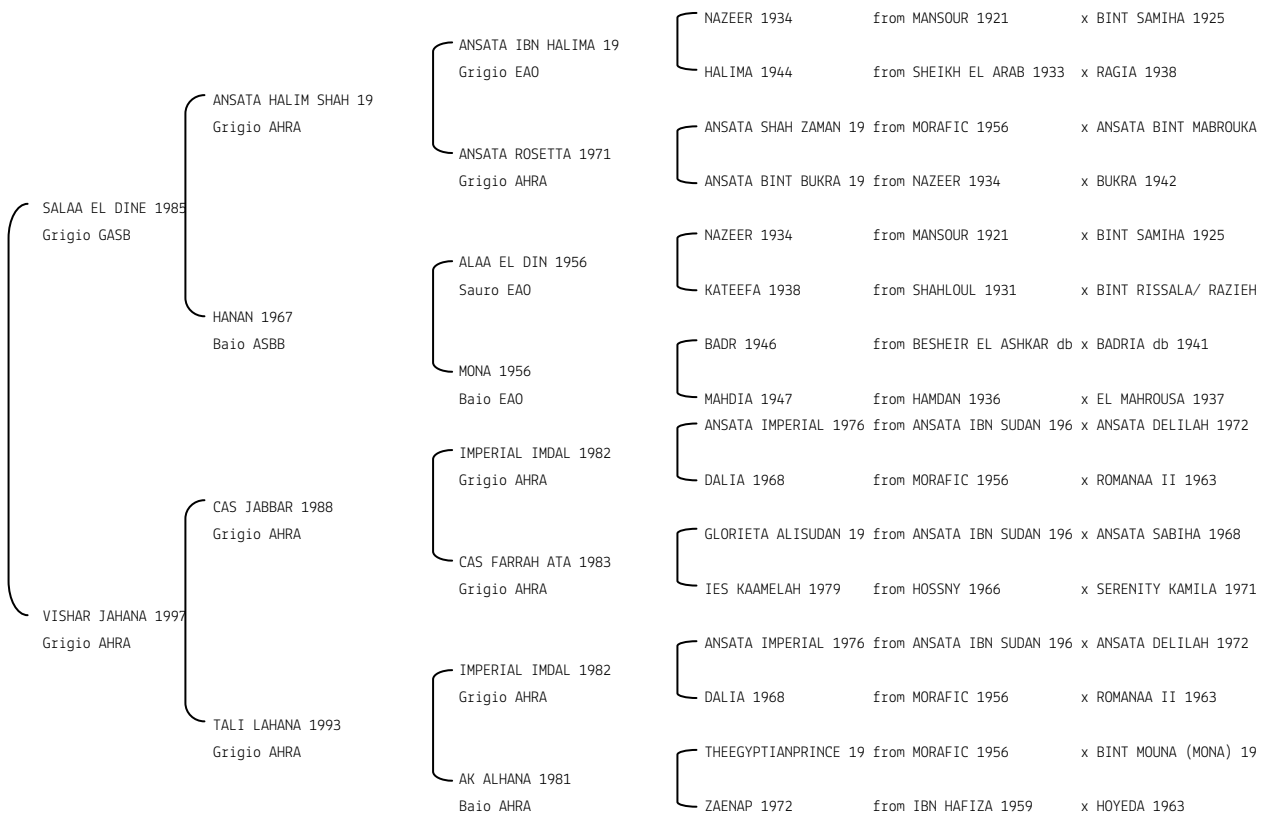 NAZEER 1934 from MANSOUR 1921 x BINT SAMIHA 1925
ANSATA IBN HALIMA 19
Grigio EAO
HALIMA 1944 from SHEIKH EL ARAB 1933 x RAGIA 1938
ANSATA HALIM SHAH 19
Grigio AHRA
ANSATA SHAH ZAMAN 19 from MORAFIC 1956 x ANSATA BINT MABROUKA
ANSATA ROSETTA 1971
Grigio AHRA
ANSATA BINT BUKRA 19 from NAZEER 1934 x BUKRA 1942
SALAA EL DINE 1985
Grigio GASB
NAZEER 1934 from MANSOUR 1921 x BINT SAMIHA 1925
ALAA EL DIN 1956
Sauro EAO
KATEEFA 1938 from SHAHLOUL 1931 x BINT RISSALA/ RAZIEH
HANAN 1967
Baio ASBB
BADR 1946 from BESHEIR EL ASHKAR db x BADRIA db 1941
MONA 1956
Baio EAO
MAHDIA 1947 from HAMDAN 1936 x EL MAHROUSA 1937
ANSATA IMPERIAL 1976 from ANSATA IBN SUDAN 196 x ANSATA DELILAH 1972
IMPERIAL IMDAL 1982
Grigio AHRA
DALIA 1968 from MORAFIC 1956 x ROMANAA II 1963
CAS JABBAR 1988
Grigio AHRA
GLORIETA ALISUDAN 19 from ANSATA IBN SUDAN 196 x ANSATA SABIHA 1968
CAS FARRAH ATA 1983
Grigio AHRA
IES KAAMELAH 1979 from HOSSNY 1966 x SERENITY KAMILA 1971
VISHAR JAHANA 1997
Grigio AHRA
ANSATA IMPERIAL 1976 from ANSATA IBN SUDAN 196 x ANSATA DELILAH 1972
IMPERIAL IMDAL 1982
Grigio AHRA
DALIA 1968 from MORAFIC 1956 x ROMANAA II 1963
TALI LAHANA 1993
Grigio AHRA
THEEGYPTIANPRINCE 19 from MORAFIC 1956 x BINT MOUNA (MONA) 19
AK ALHANA 1981
Baio AHRA
ZAENAP 1972 from IBN HAFIZA 1959 x HOYEDA 1963